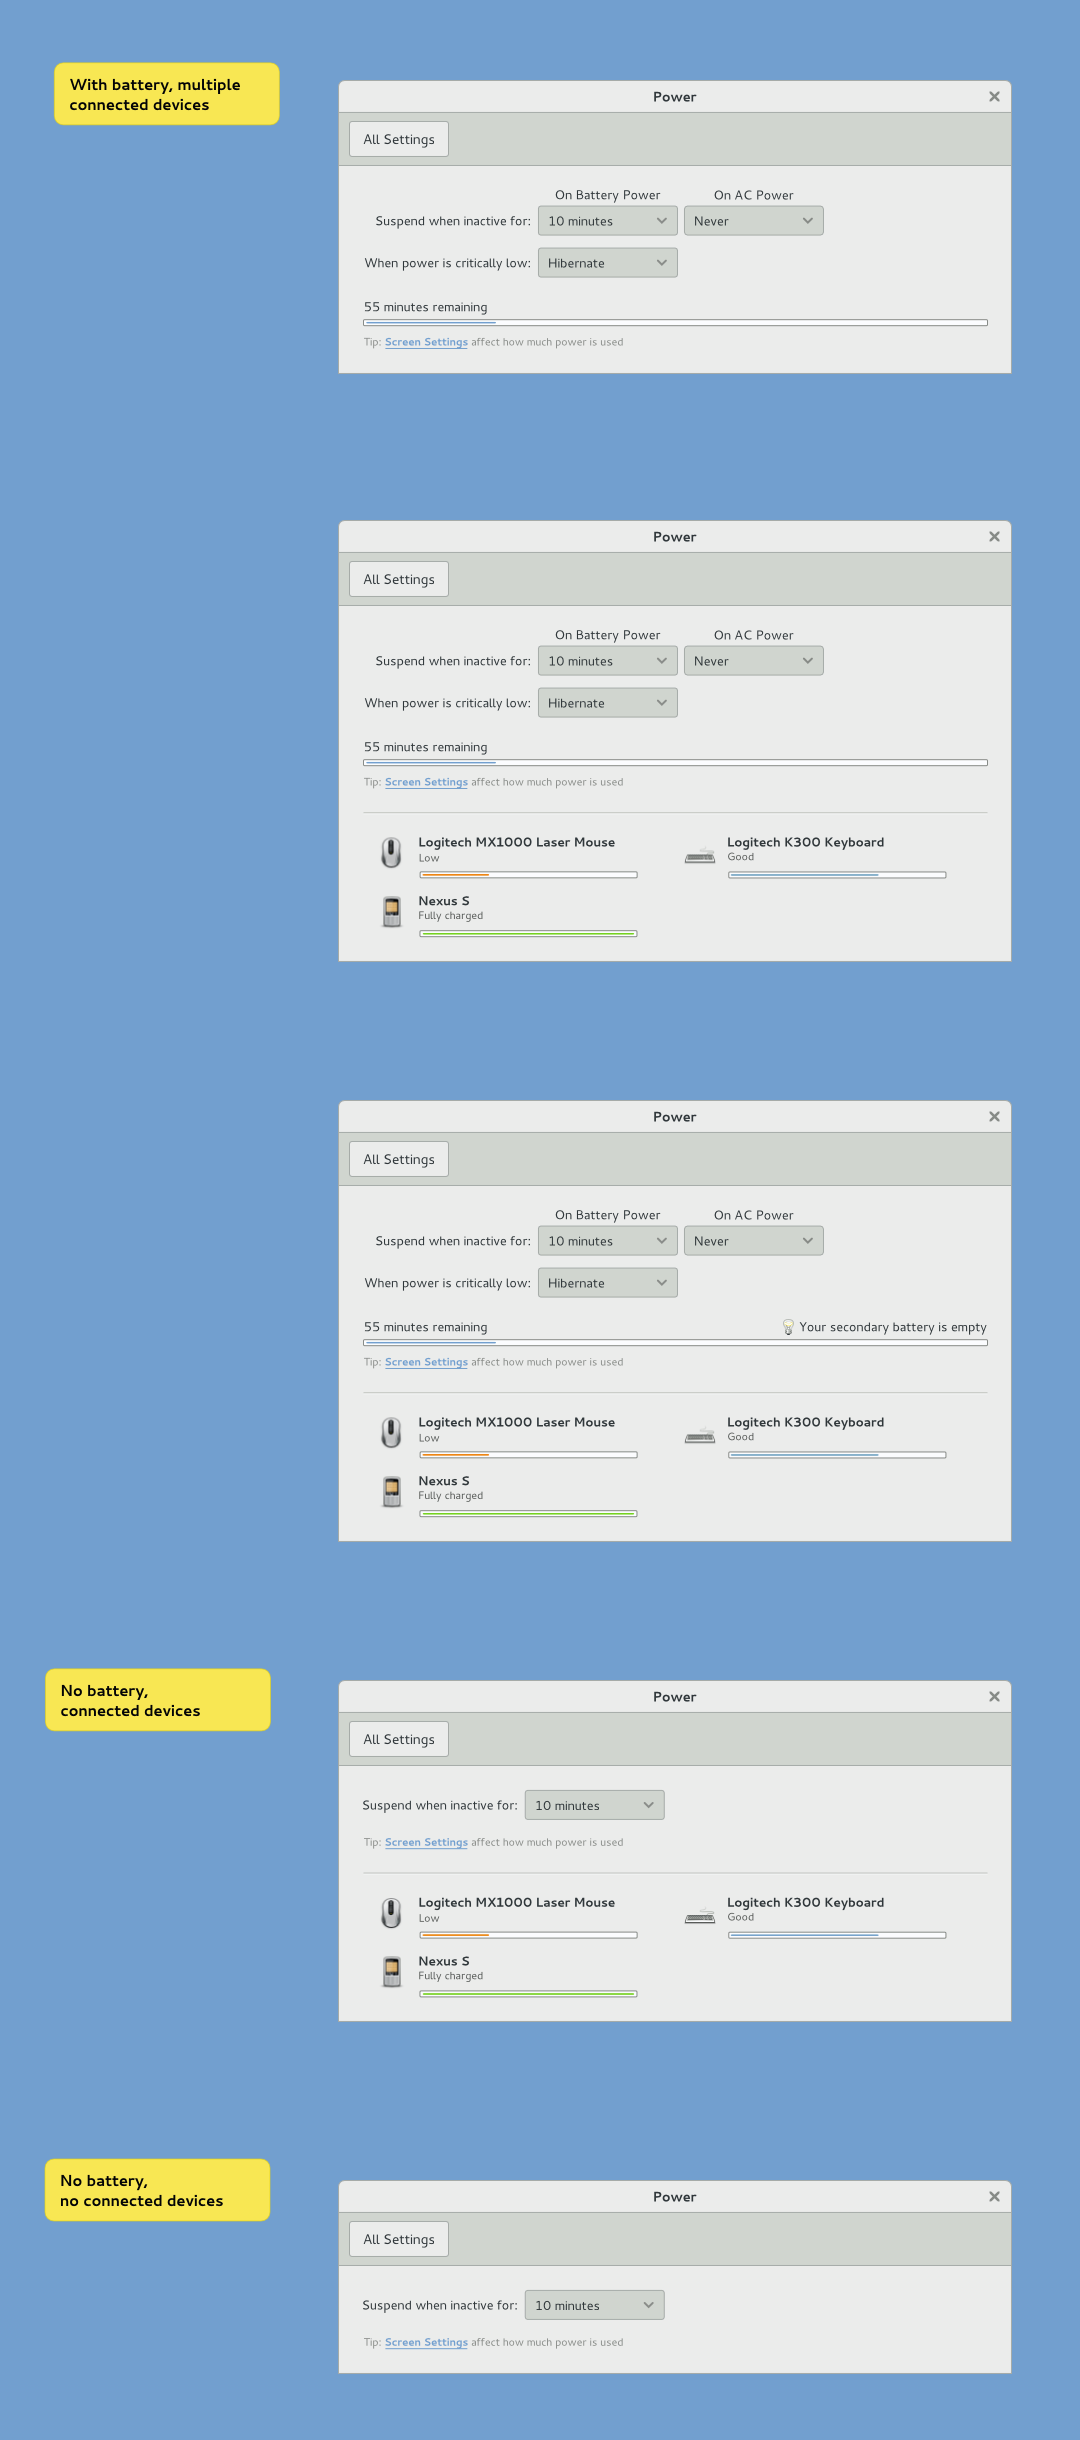 With battery, multiple
connected devices
Power
All Settings
On Battery Power On AC Power
Suspend when inactive for: 10 minutes Never
When power is critically low: Hibernate
55 minutes remaining
Tip: Screen Settings affect how much power is used
Power
All Settings
On Battery Power On AC Power
Suspend when inactive for: 10 minutes Never
When power is critically low: Hibernate
55 minutes remaining
Tip: Screen Settings affect how much power is used
Logitech MX1000 Laser Mouse Logitech K300 Keyboard
Low Good
Nexus S
Fully charged
Power
All Settings
On Battery Power On AC Power
Suspend when inactive for: 10 minutes Never
When power is critically low: Hibernate
55 minutes remaining Your secondary battery is empty
Tip: Screen Settings affect how much power is used
Logitech MX1000 Laser Mouse Logitech K300 Keyboard
Low Good
Nexus S
Fully charged
No battery,
connected devices
Power
All Settings
Suspend when inactive for: 10 minutes
Tip: Screen Settings affect how much power is used
Logitech MX1000 Laser Mouse Logitech K300 Keyboard
Low Good
Nexus S
Fully charged
No battery,
no connected devices
Power
All Settings
Suspend when inactive for: 10 minutes
Tip: Screen Settings affect how much power is used